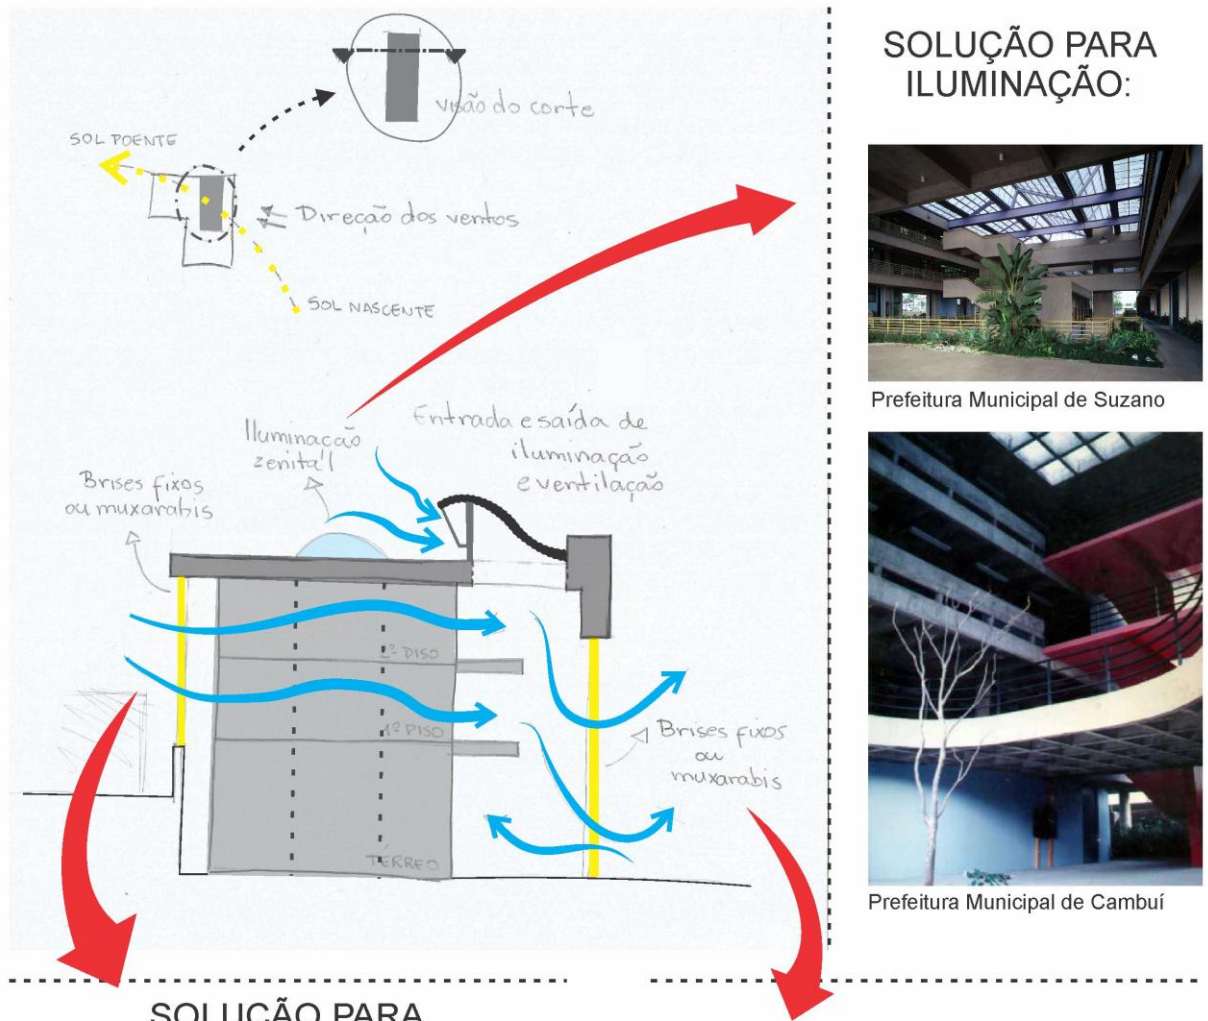 visão do corte
SOL POENTE
Direção dos ventos
SOL NASCENTE
SOLUÇÃO PARA
ILUMINAÇÃO:
Prefeitura Municipal de Suzano
Iluminação
zenital
Entrada e saída de
iluminação
e ventilação
Brises fixos
ou muxarabis
2º PISO
1º PISO
TÉRREO
Brises fixos
ou
muxarabis
Prefeitura Municipal de Cambuí
SOLUÇÃO PARA